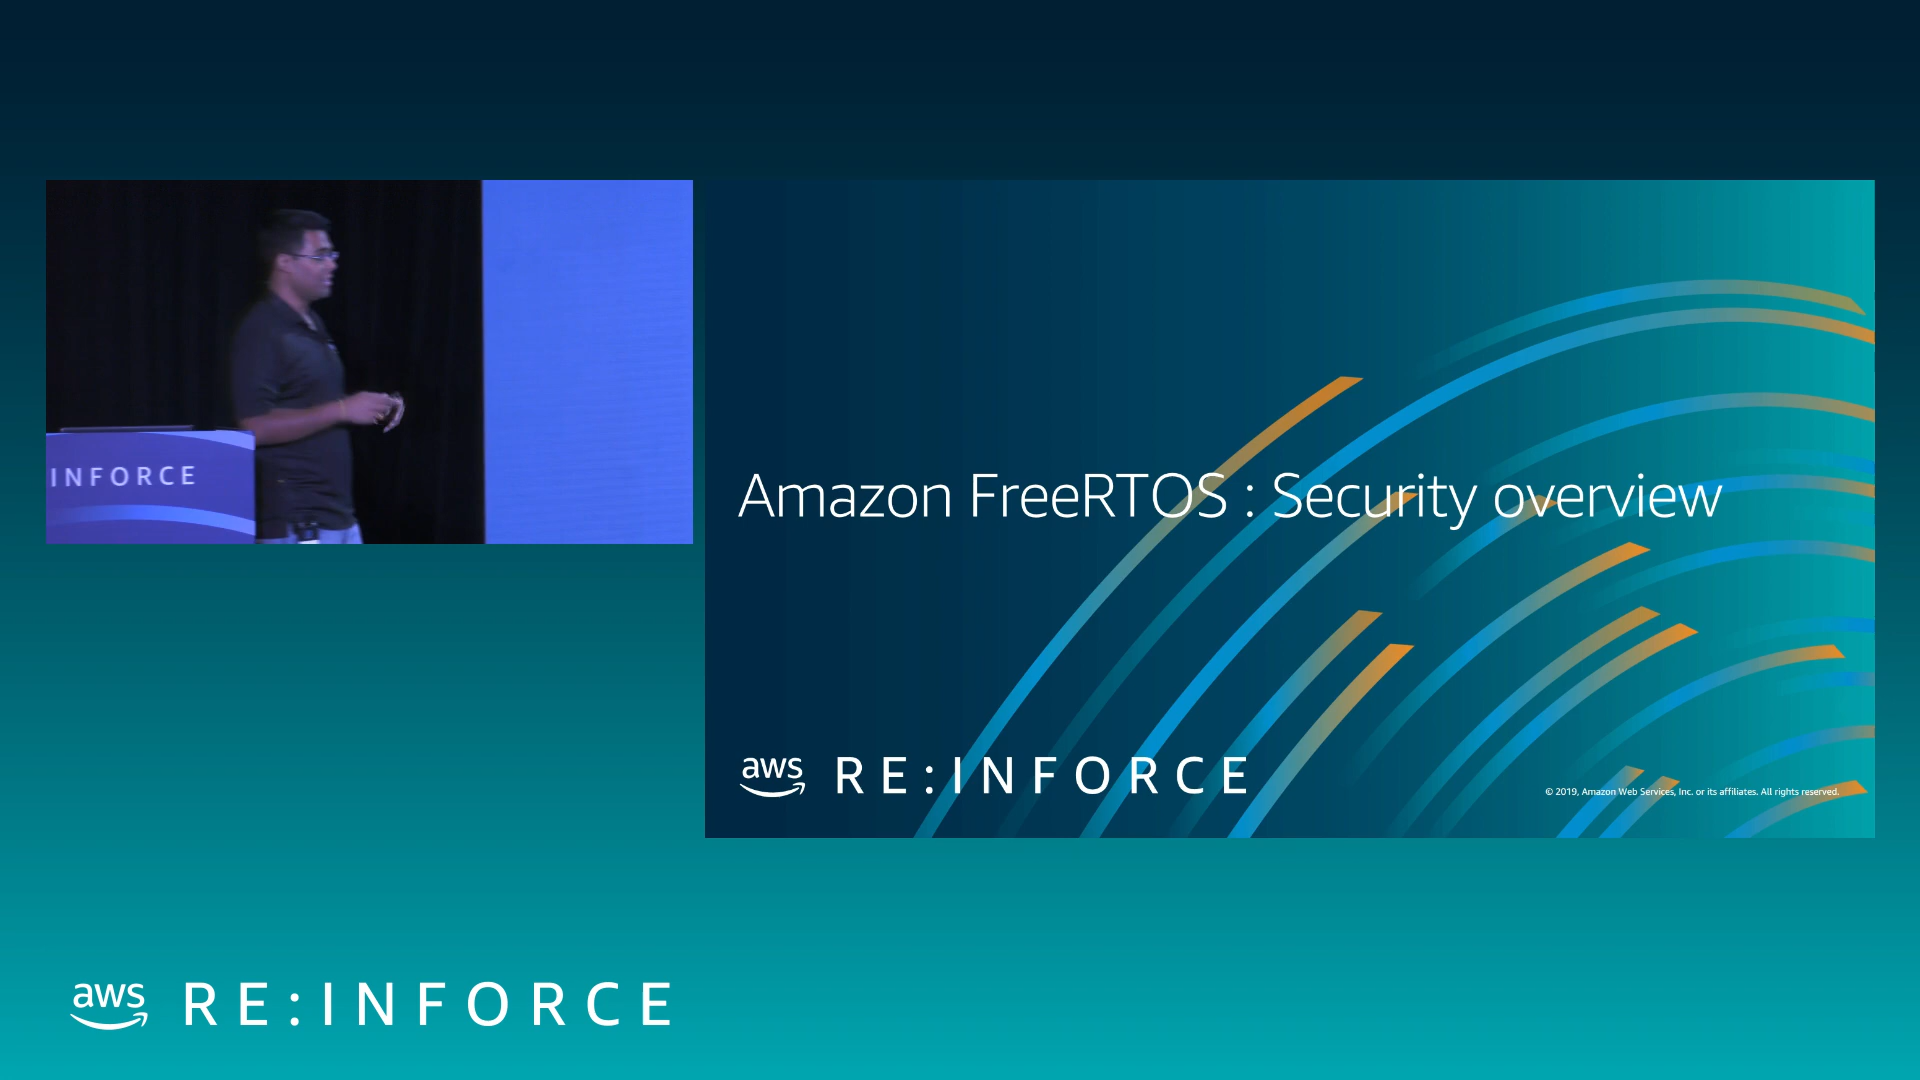 INFORCE
Amazon FreeRTOS : Security overview
aws RE:INFORCE
© 2019, Amazon Web Services, Inc. or its affiliates. All rights reserved.
aws RE:INFORCE